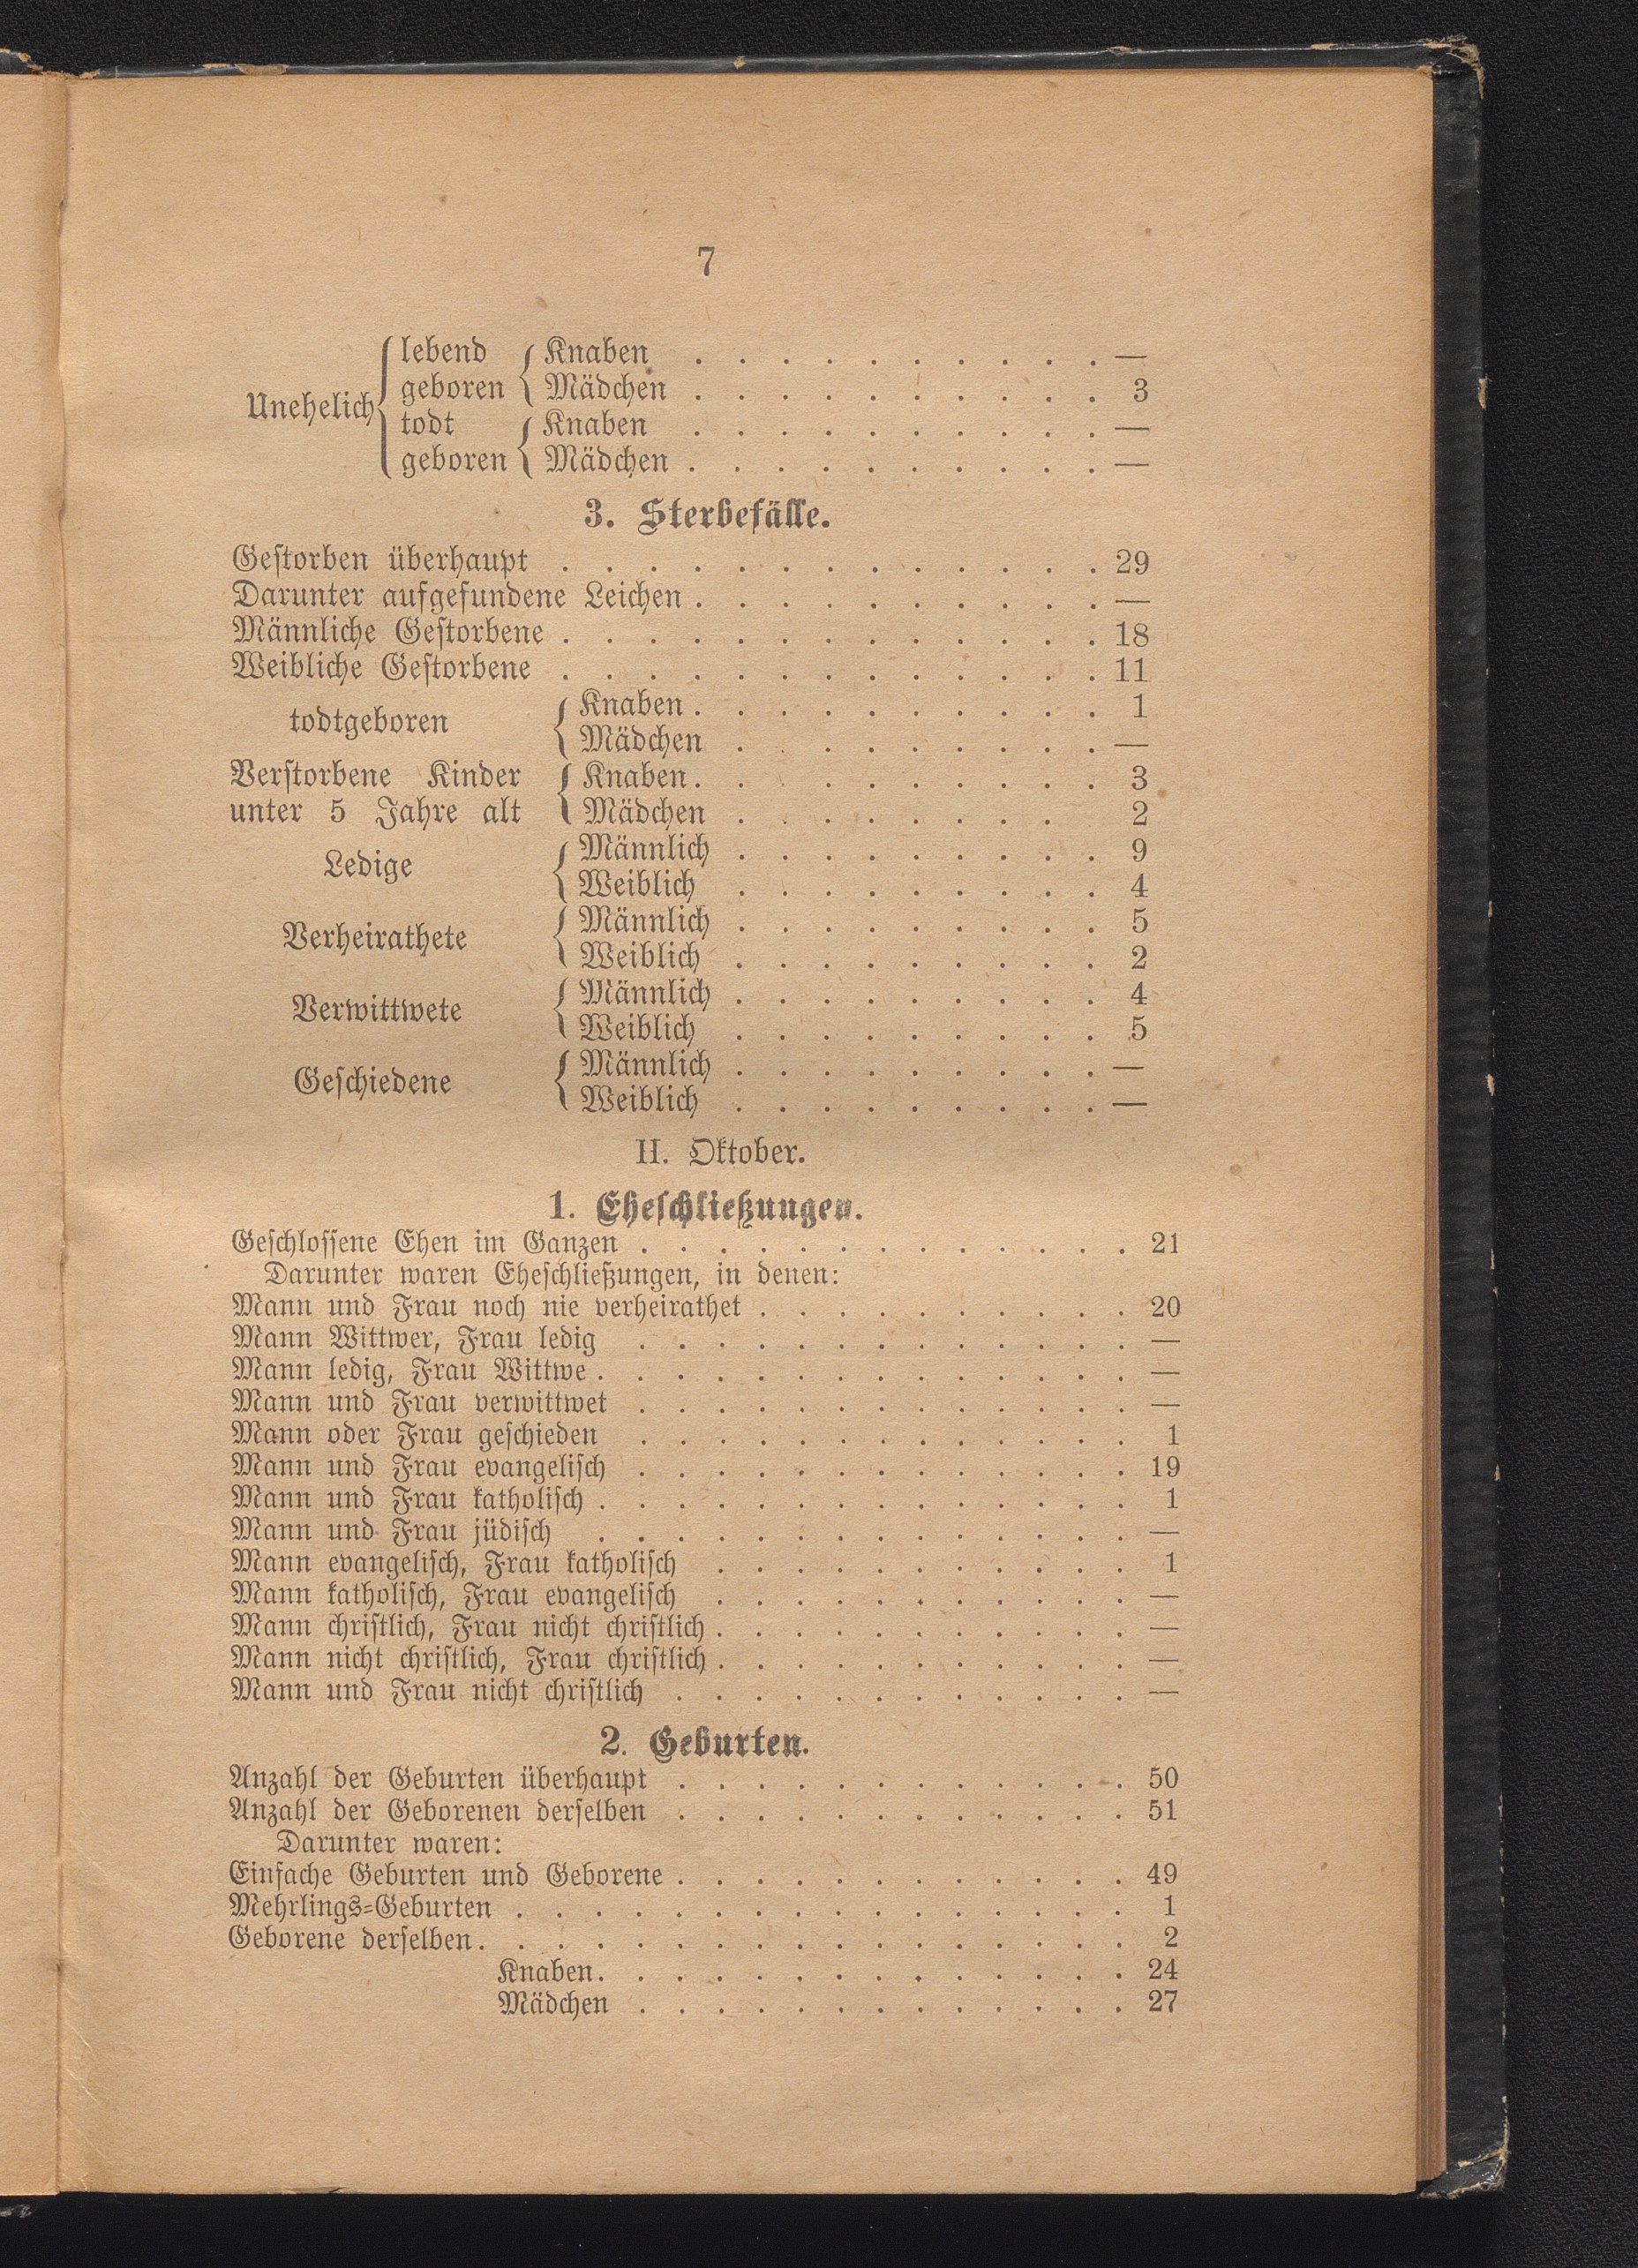 7
Unehelich { lebend geboren { Knaben . . . . . . . . . . —
Mädchen . . . . . . . . . . 3
todt geboren { Knaben . . . . . . . . . . —
Mädchen . . . . . . . . . . —
3. Sterbefälle.
Gestorben überhaupt . . . . . . . . . . . . . 29
Darunter aufgefundene Leichen . . . . . . . . . . —
Männliche Gestorbene . . . . . . . . . . . . . 18
Weibliche Gestorbene . . . . . . . . . . . . . 11
todtgeboren { Knaben . . . . . . . . . . 1
Mädchen . . . . . . . . . —
Verstorbene Kinder { Knaben . . . . . . . . . 3
unter 5 Jahre alt Mädchen . . . . . . . . 2
Ledige { Männlich . . . . . . . . . 9
Weiblich . . . . . . . . . 4
Verheirathete { Männlich . . . . . . . . . 5
Weiblich . . . . . . . . . 2
Verwittwete { Männlich . . . . . . . . . 4
Weiblich . . . . . . . . . 5
Geschiedene { Männlich . . . . . . . . . —
Weiblich . . . . . . . . . —
II. Oktober.
1. Eheschließungen.
Geschlossene Ehen im Ganzen . . . . . . . . . . . . . 21
Darunter waren Eheschließungen, in denen:
Mann und Frau noch nie verheirathet . . . . . . . . . . 20
Mann Wittwer, Frau ledig . . . . . . . . . . . . . —
Mann ledig, Frau Wittwe . . . . . . . . . . . . . . —
Mann und Frau verwittwet . . . . . . . . . . . . . —
Mann oder Frau geschieden . . . . . . . . . . . . . 1
Mann und Frau evangelisch . . . . . . . . . . . . . 19
Mann und Frau katholisch . . . . . . . . . . . . . . 1
Mann und Frau jüdisch . . . . . . . . . . . . . . —
Mann evangelisch, Frau katholisch . . . . . . . . . . . 1
Mann katholisch, Frau evangelisch . . . . . . . . . . . —
Mann christlich, Frau nicht christlich . . . . . . . . . . . —
Mann nicht christlich, Frau christlich . . . . . . . . . . . —
Mann und Frau nicht christlich . . . . . . . . . . . . —
2. Geburten.
Anzahl der Geburten überhaupt . . . . . . . . . . . . 50
Anzahl der Geborenen derselben . . . . . . . . . . . . 51
Darunter waren:
Einfache Geburten und Geborene . . . . . . . . . . . . 49
Mehrlings-Geburten . . . . . . . . . . . . . . . . 1
Geborene derselben . . . . . . . . . . . . . . . . . 2
Knaben . . . . . . . . . . . . . . 24
Mädchen . . . . . . . . . . . . . 27